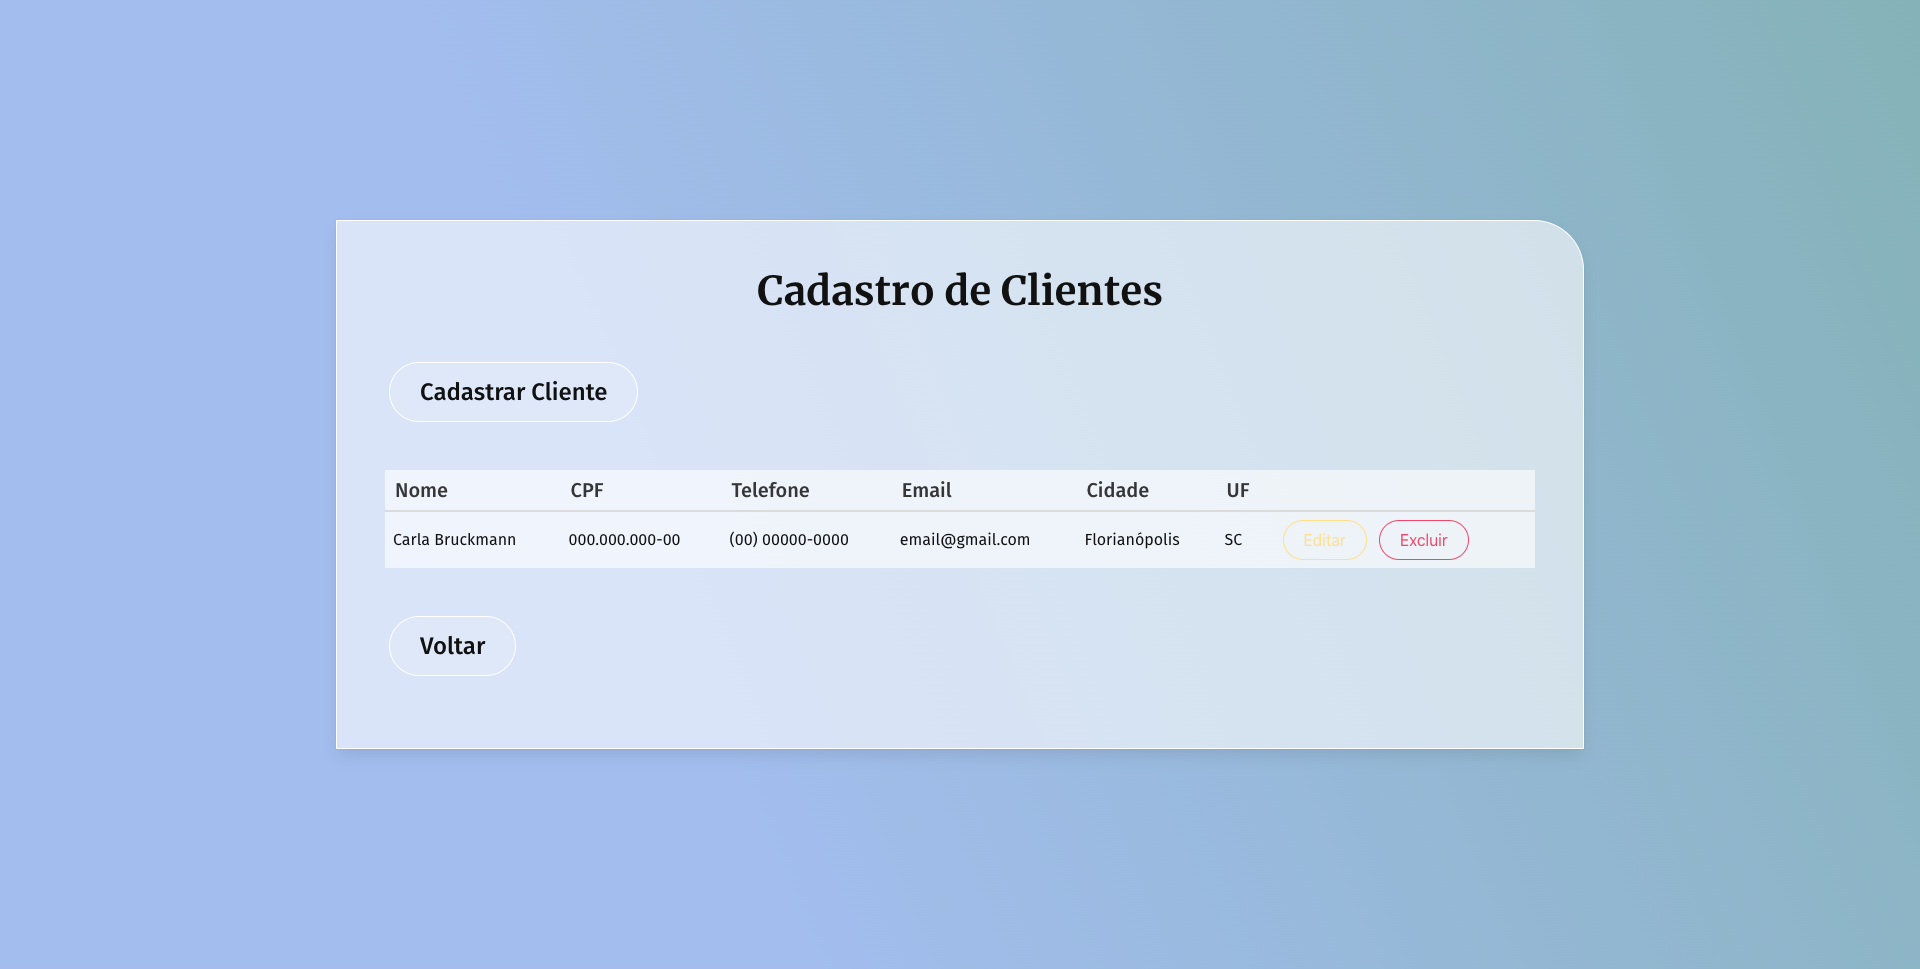 Cadastro de Clientes
Cadastrar Cliente
Nome CPF Telefone Email Cidade UF
Carla Bruckmann 000.000.000-00 (00) 00000-0000 email@gmail.com Florianópolis SC Editar Excluir
Voltar